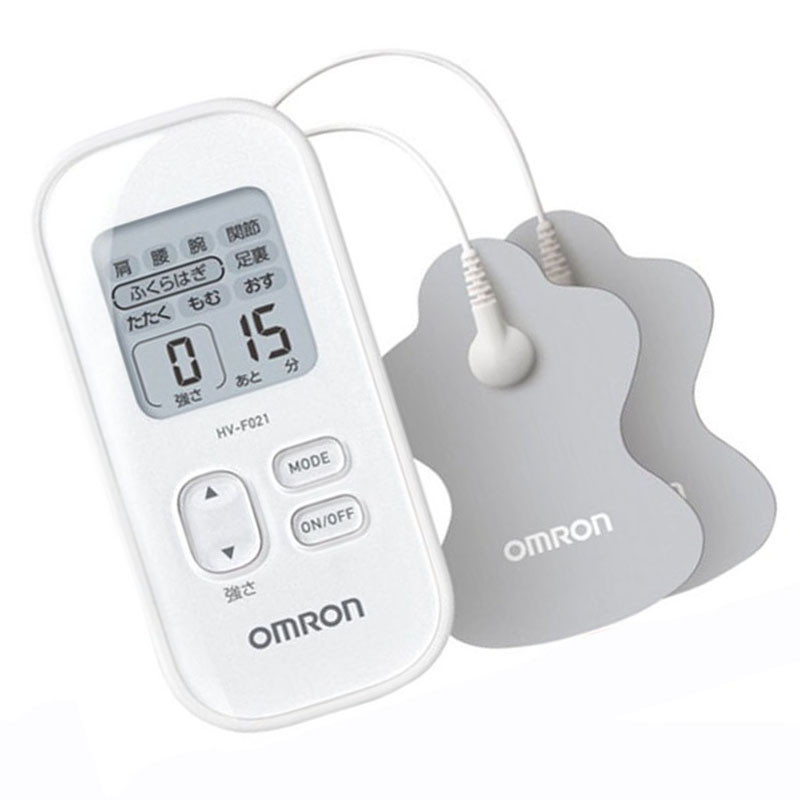 肩 腰 腕 関節
ふくらはぎ 足裏
たたく もむ おす
0 15
強さ あと 分
HV-F021
MODE
ON/OFF
強さ
OMRON
OMRON